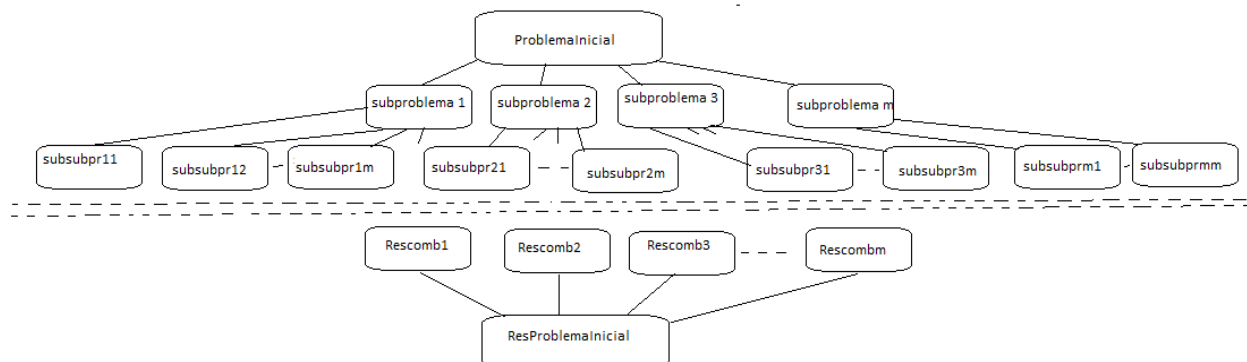 ProblemaInicial
subproblema 1
subproblema 2
subproblema 3
subproblema m
subsubpr11
subsubpr12
subsubpr1m
subsubpr21
subsubpr2m
subsubpr31
subsubpr3m
subsubprm1
subsubprmm
Rescomb1
Rescomb2
Rescomb3
Rescombm
ResProblemaInicial